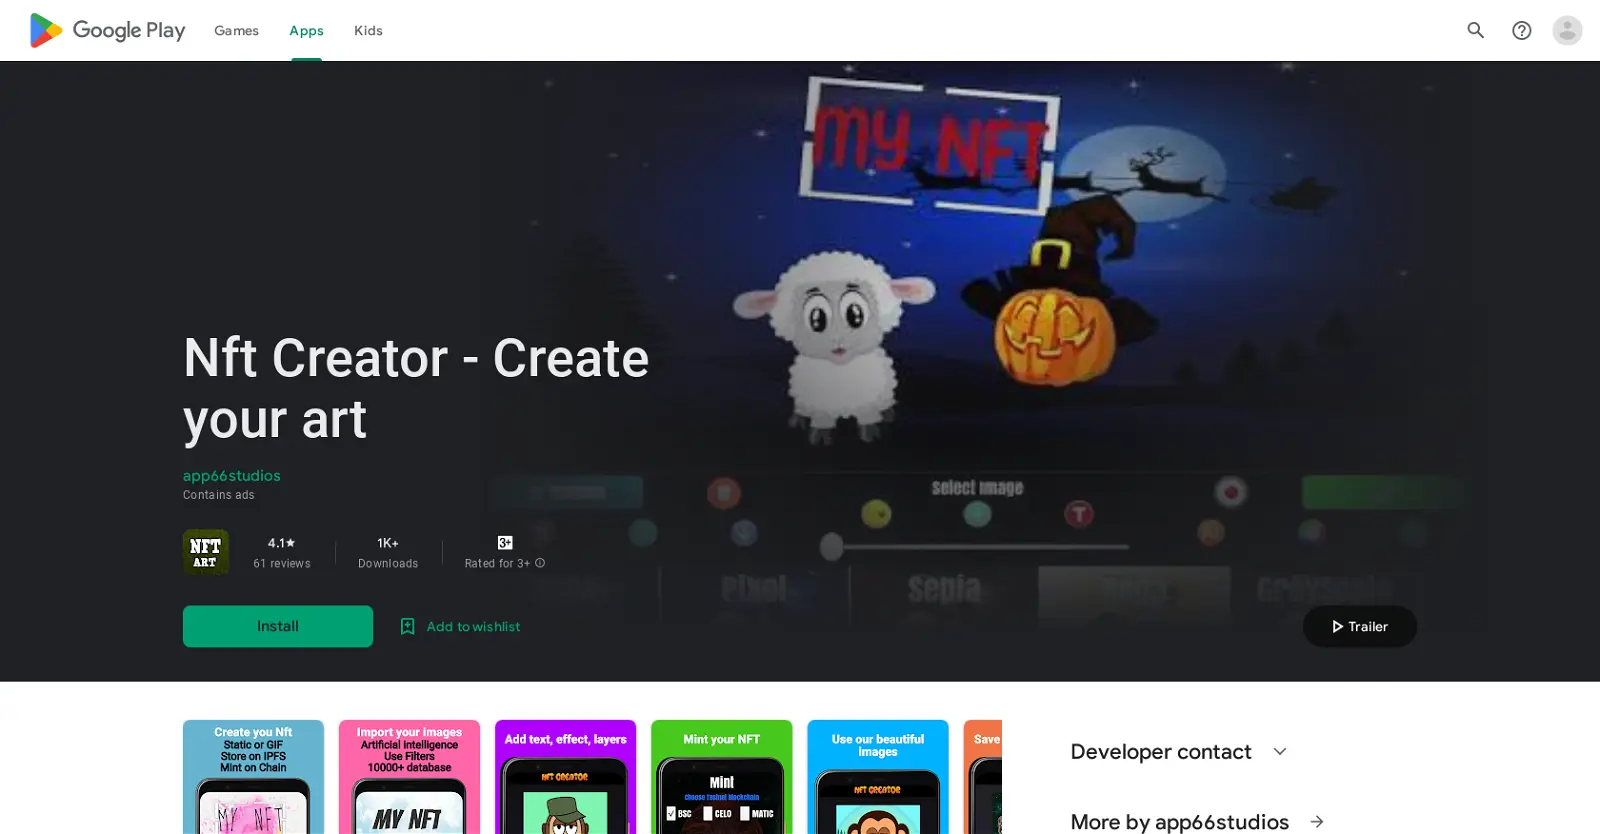 Google Play
Games
Apps
Kids
MY NFT
Nft Creator - Create
your art
app66studios
Contains ads
NFT
ART
4.1★
61 reviews
1K+
Downloads
3+
Rated for 3+
Install
Add to wishlist
Select Image
T
Pixel
Sepia
Greyscale
Trailer
Create you Nft
Static or GIF
Store on IPFS
Mint on Chain
MY NFT
Import your images
Artificial Intelligence
Use Filters
10000+ database
MY NFT
Add text, effect, layers
NFT CREATOR
Mint your NFT
Mint
choose testnet blockchain
BSC
CELO
MATIC
Use our beautiful
images
NFT CREATOR
Save
Developer contact
More by app66studios